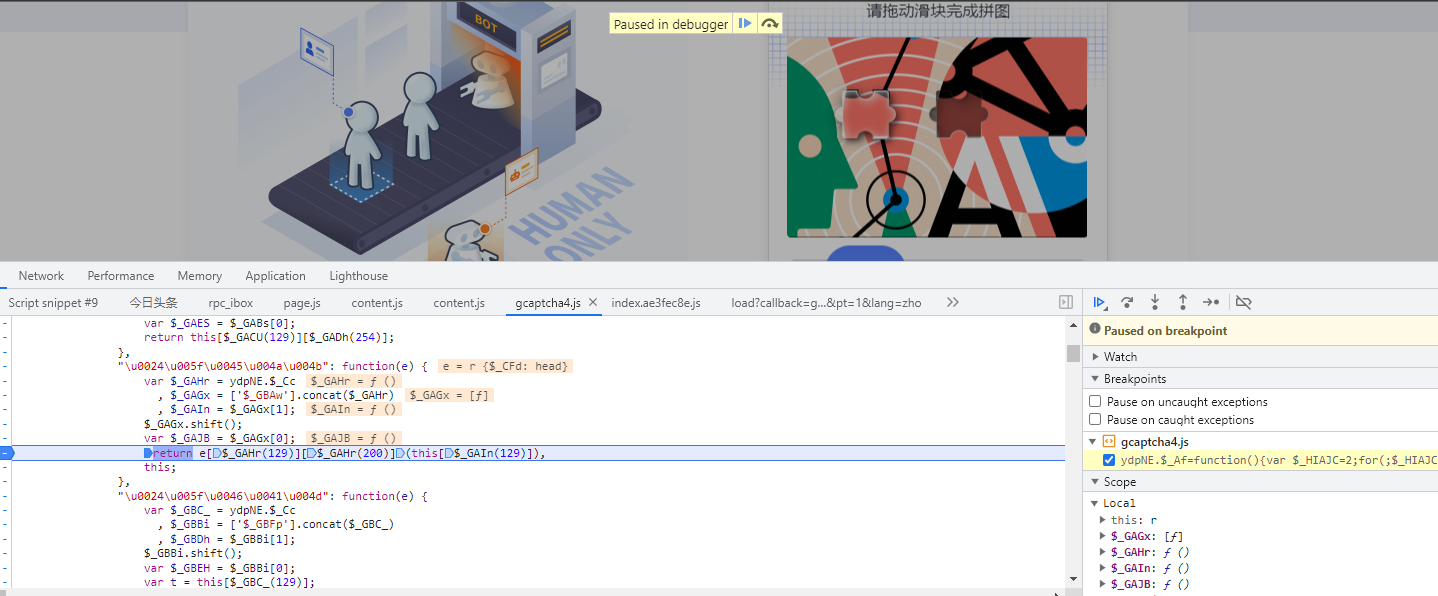 BOT
HUMAN
ONLY
Paused in debugger
请拖动滑块完成拼图
Network Performance Memory Application Lighthouse
Script snippet #9 今日头条 rpc_ibox page.js content.js content.js gcaptcha4.js × index.ae3fec8e.js load?callback=g...&pt=1&lang=zho
var $_GAES = $_GABs[0];
return this[$_GACU(129)][$_GADh(254)];
},
"\u0024\u005f\u0045\u004a\u004b": function(e) { e = r {$_CFd: head}
var $_GAHr = ydpNE.$_Cc $_GAHr = ƒ ()
, $_GAGx = ['$_GBAw'].concat($_GAHr) $_GAGx = [ƒ]
, $_GAIn = $_GAGx[1]; $_GAIn = ƒ ()
$_GAGx.shift();
var $_GAJB = $_GAGx[0]; $_GAJB = ƒ ()
return e[$_GAHr(129)][$_GAHr(200)](this[$_GAIn(129)]),
this;
},
"\u0024\u005f\u0046\u0041\u004d": function(e) {
var $_GBC_ = ydpNE.$_Cc
, $_GBBi = ['$_GBFp'].concat($_GBC_)
, $_GBDh = $_GBBi[1];
$_GBBi.shift();
var $_GBEH = $_GBBi[0];
var t = this[$_GBC_(129)];
Paused on breakpoint
Watch
Breakpoints
Pause on uncaught exceptions
Pause on caught exceptions
gcaptcha4.js
ydpNE.$_Af=function(){var $_HIAJC=2;for(;$_HIAJC
Scope
Local
this: r
$_GAGx: [ƒ]
$_GAHr: ƒ ()
$_GAIn: ƒ ()
$_GAJB: ƒ ()